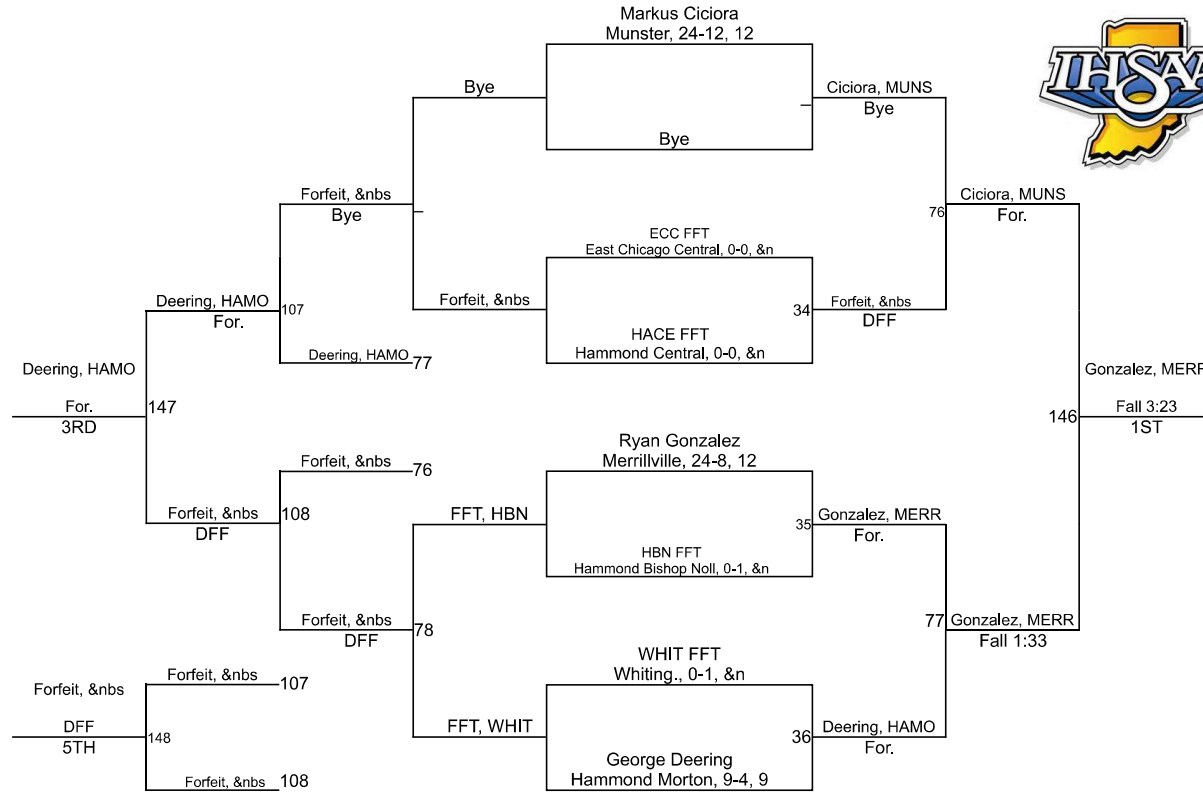 Markus Ciciora
Munster, 24-12, 12
IHSAA
Bye
Ciciora, MUNS
Bye
Bye
Forfeit, &nbs
Bye
Ciciora, MUNS
76
For.
ECC FFT
East Chicago Central, 0-0, &n
Deering, HAMO
107
For.
Forfeit, &nbs
34
Forfeit, &nbs
DFF
HACE FFT
Hammond Central, 0-0, &n
Deering, HAMO
77
Deering, HAMO
Gonzalez, MERR
For.
147
3RD
146
Fall 3:23
1ST
Ryan Gonzalez
Merrillville, 24-8, 12
Forfeit, &nbs
76
Forfeit, &nbs
108
DFF
FFT, HBN
35
Gonzalez, MERR
For.
HBN FFT
Hammond Bishop Noll, 0-1, &n
Forfeit, &nbs
78
DFF
77
Gonzalez, MERR
Fall 1:33
WHIT FFT
Whiting., 0-1, &n
Forfeit, &nbs
107
Forfeit, &nbs
DFF
148
5TH
FFT, WHIT
36
Deering, HAMO
For.
George Deering
Hammond Morton, 9-4, 9
Forfeit, &nbs
108